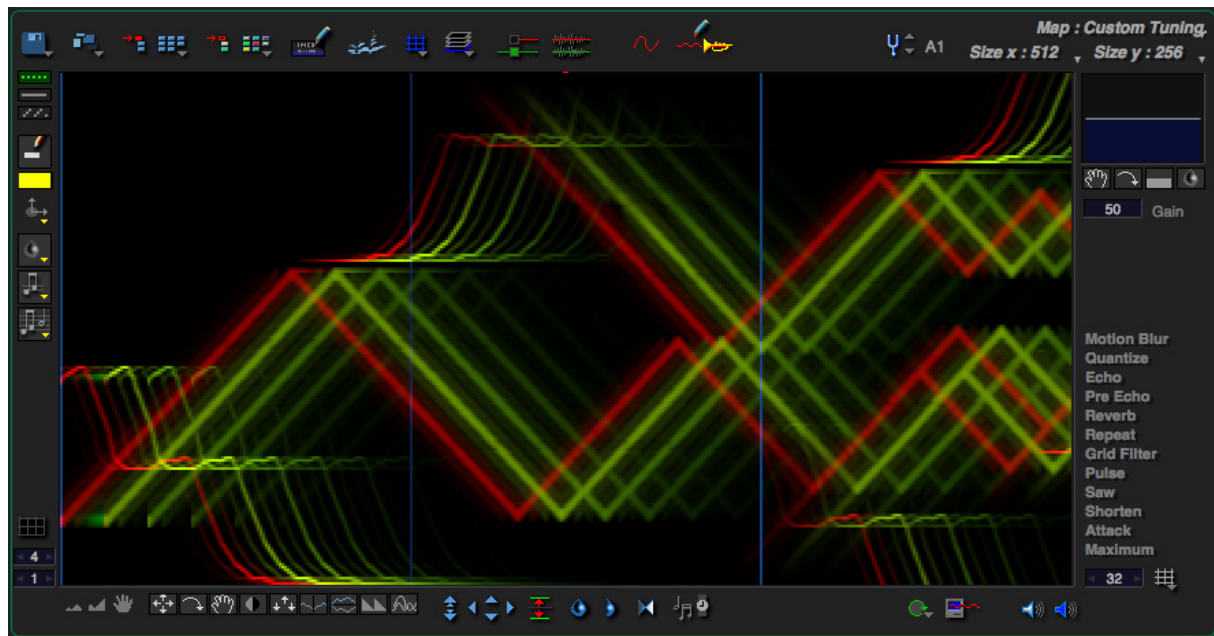 Map : Custom Tuning.
A1
Size x : 512 Size y : 256
50 Gain
Motion Blur
Quantize
Echo
Pre Echo
Reverb
Repeat
Grid Filter
Pulse
Saw
Shorten
Attack
Maximum
4
1
32